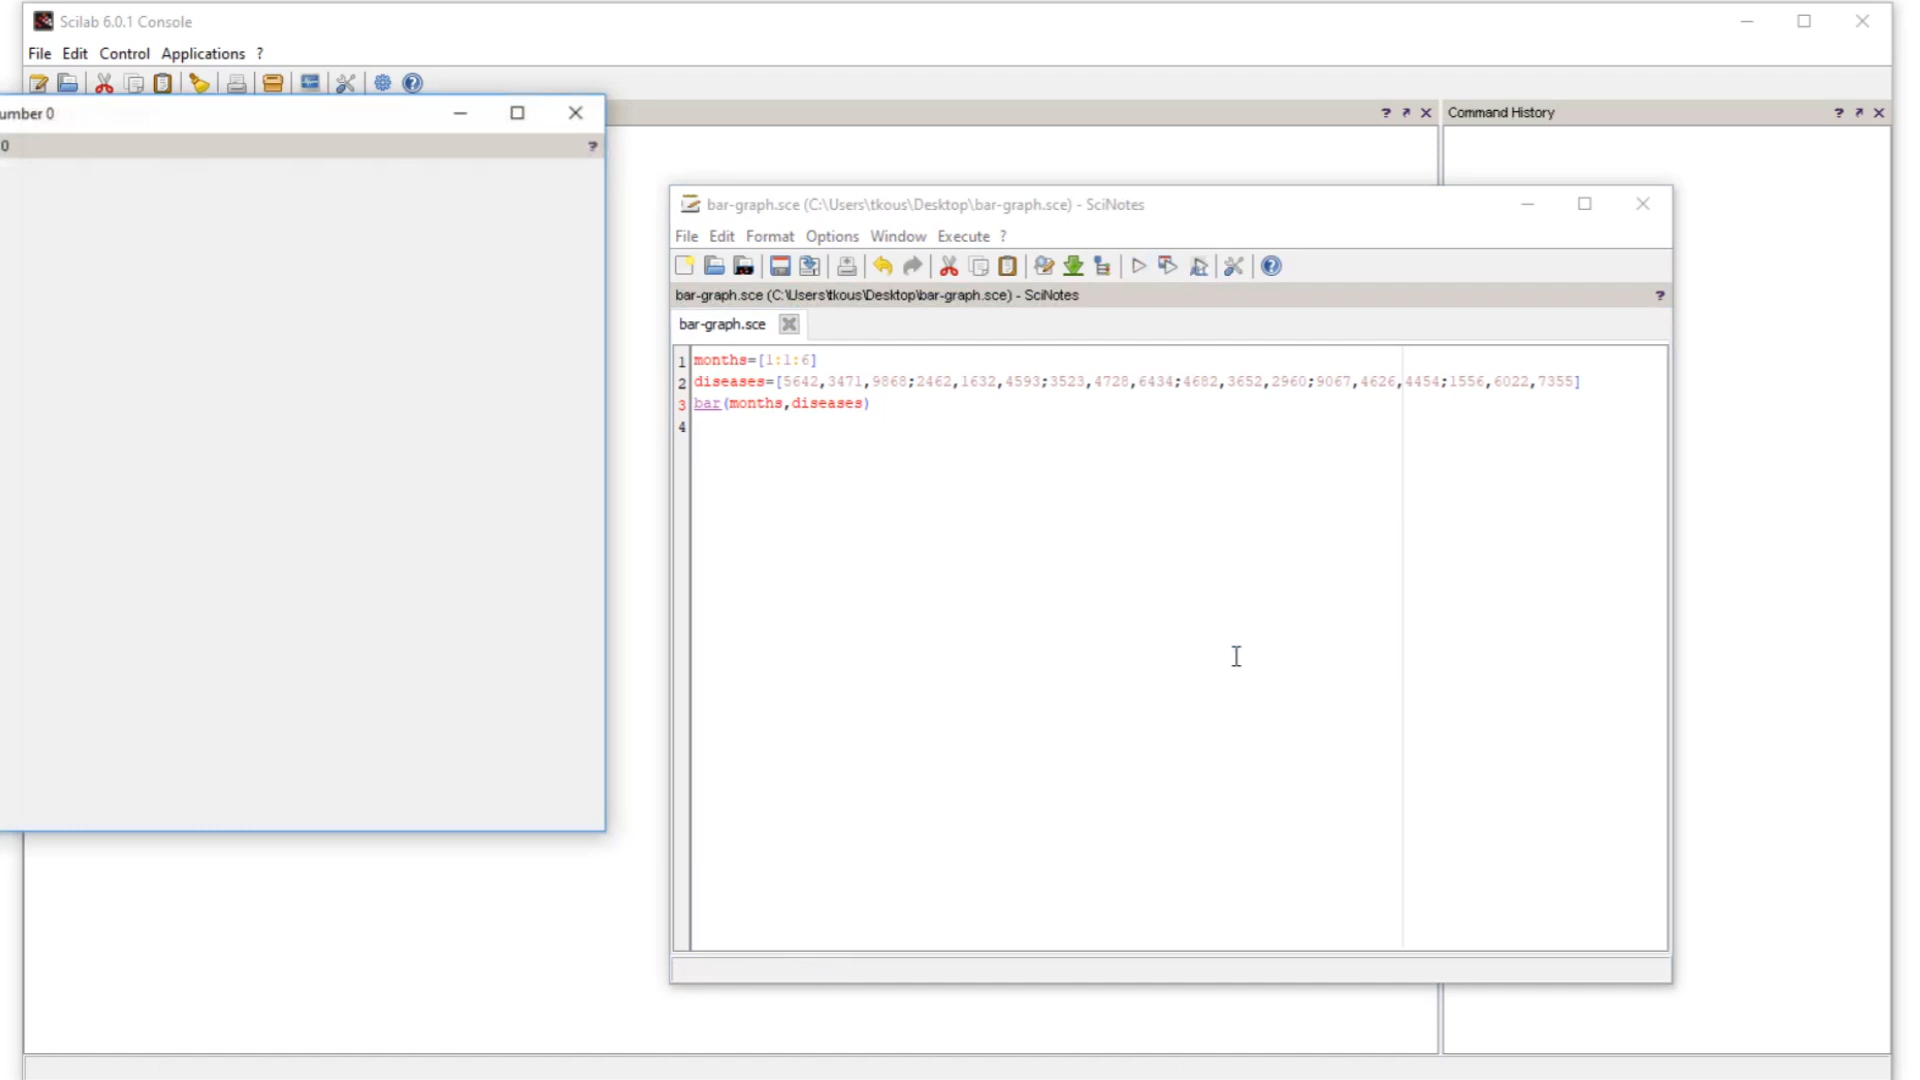 Scilab 6.0.1 Console
File Edit Control Applications ?
umber 0
0 ?
? Command History ?
bar-graph.sce (C:\Users\tkous\Desktop\bar-graph.sce) - SciNotes
File Edit Format Options Window Execute ?
bar-graph.sce (C:\Users\tkous\Desktop\bar-graph.sce) - SciNotes ?
bar-graph.sce
1 months=[1:1:6]
2 diseases=[5642,3471,9868;2462,1632,4593;3523,4728,6434;4682,3652,2960;9067,4626,4454;1556,6022,7355]
3 bar(months,diseases)
4